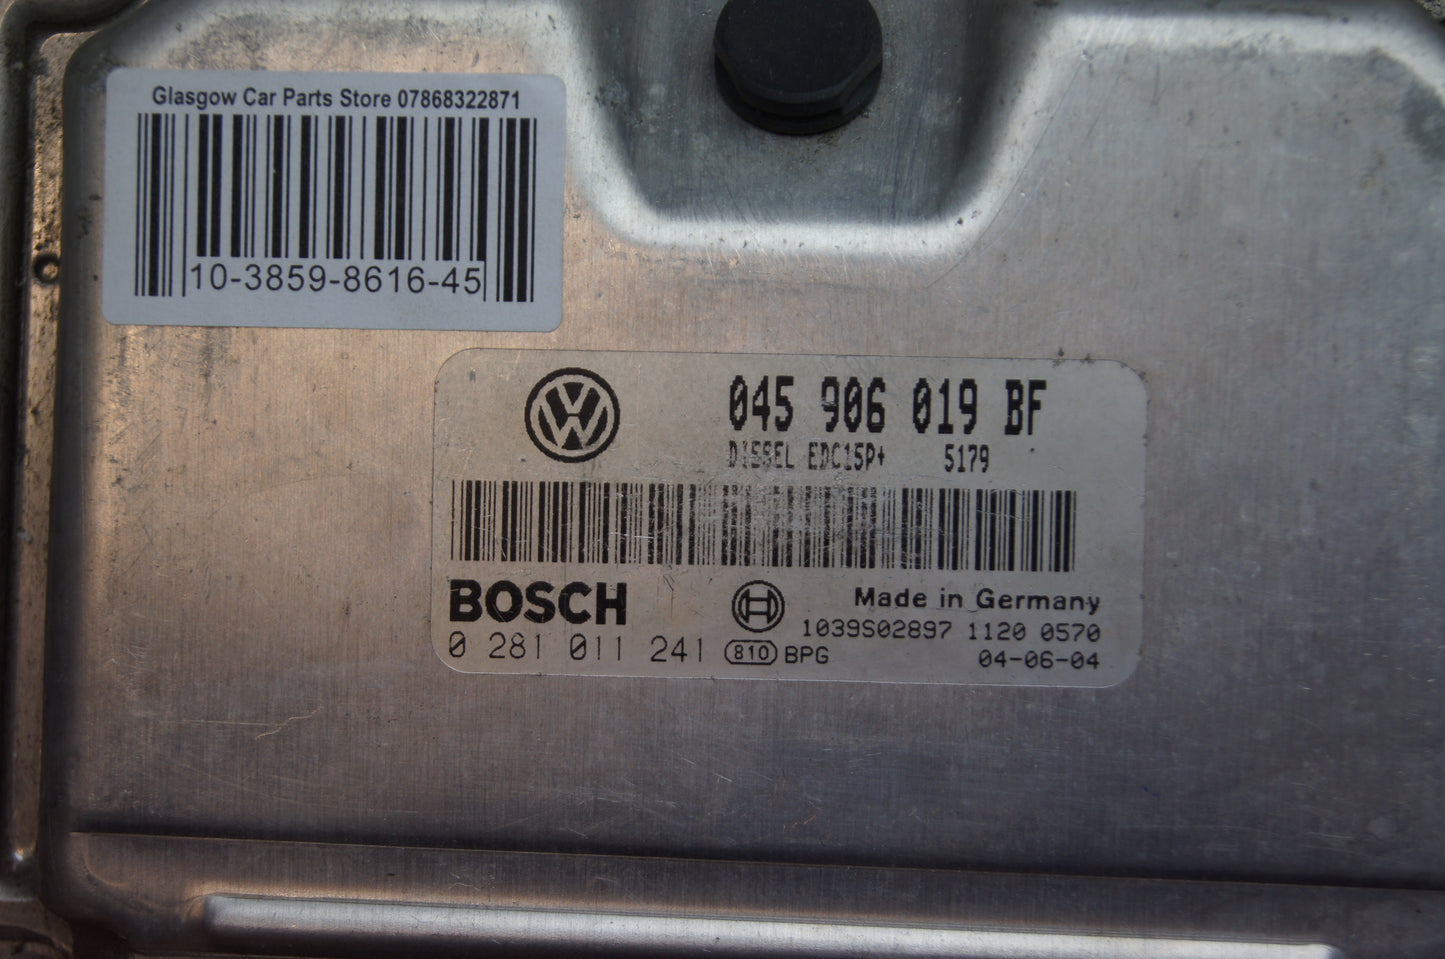 Glasgow Car Parts Store 07868322871
10-3859-8616-45
045 906 019 BF
DIESEL EDC15P+ 5179
BOSCH
Made in Germany
1039S02897 1120 0570
0 281 011 241 810 BPG
04-06-04